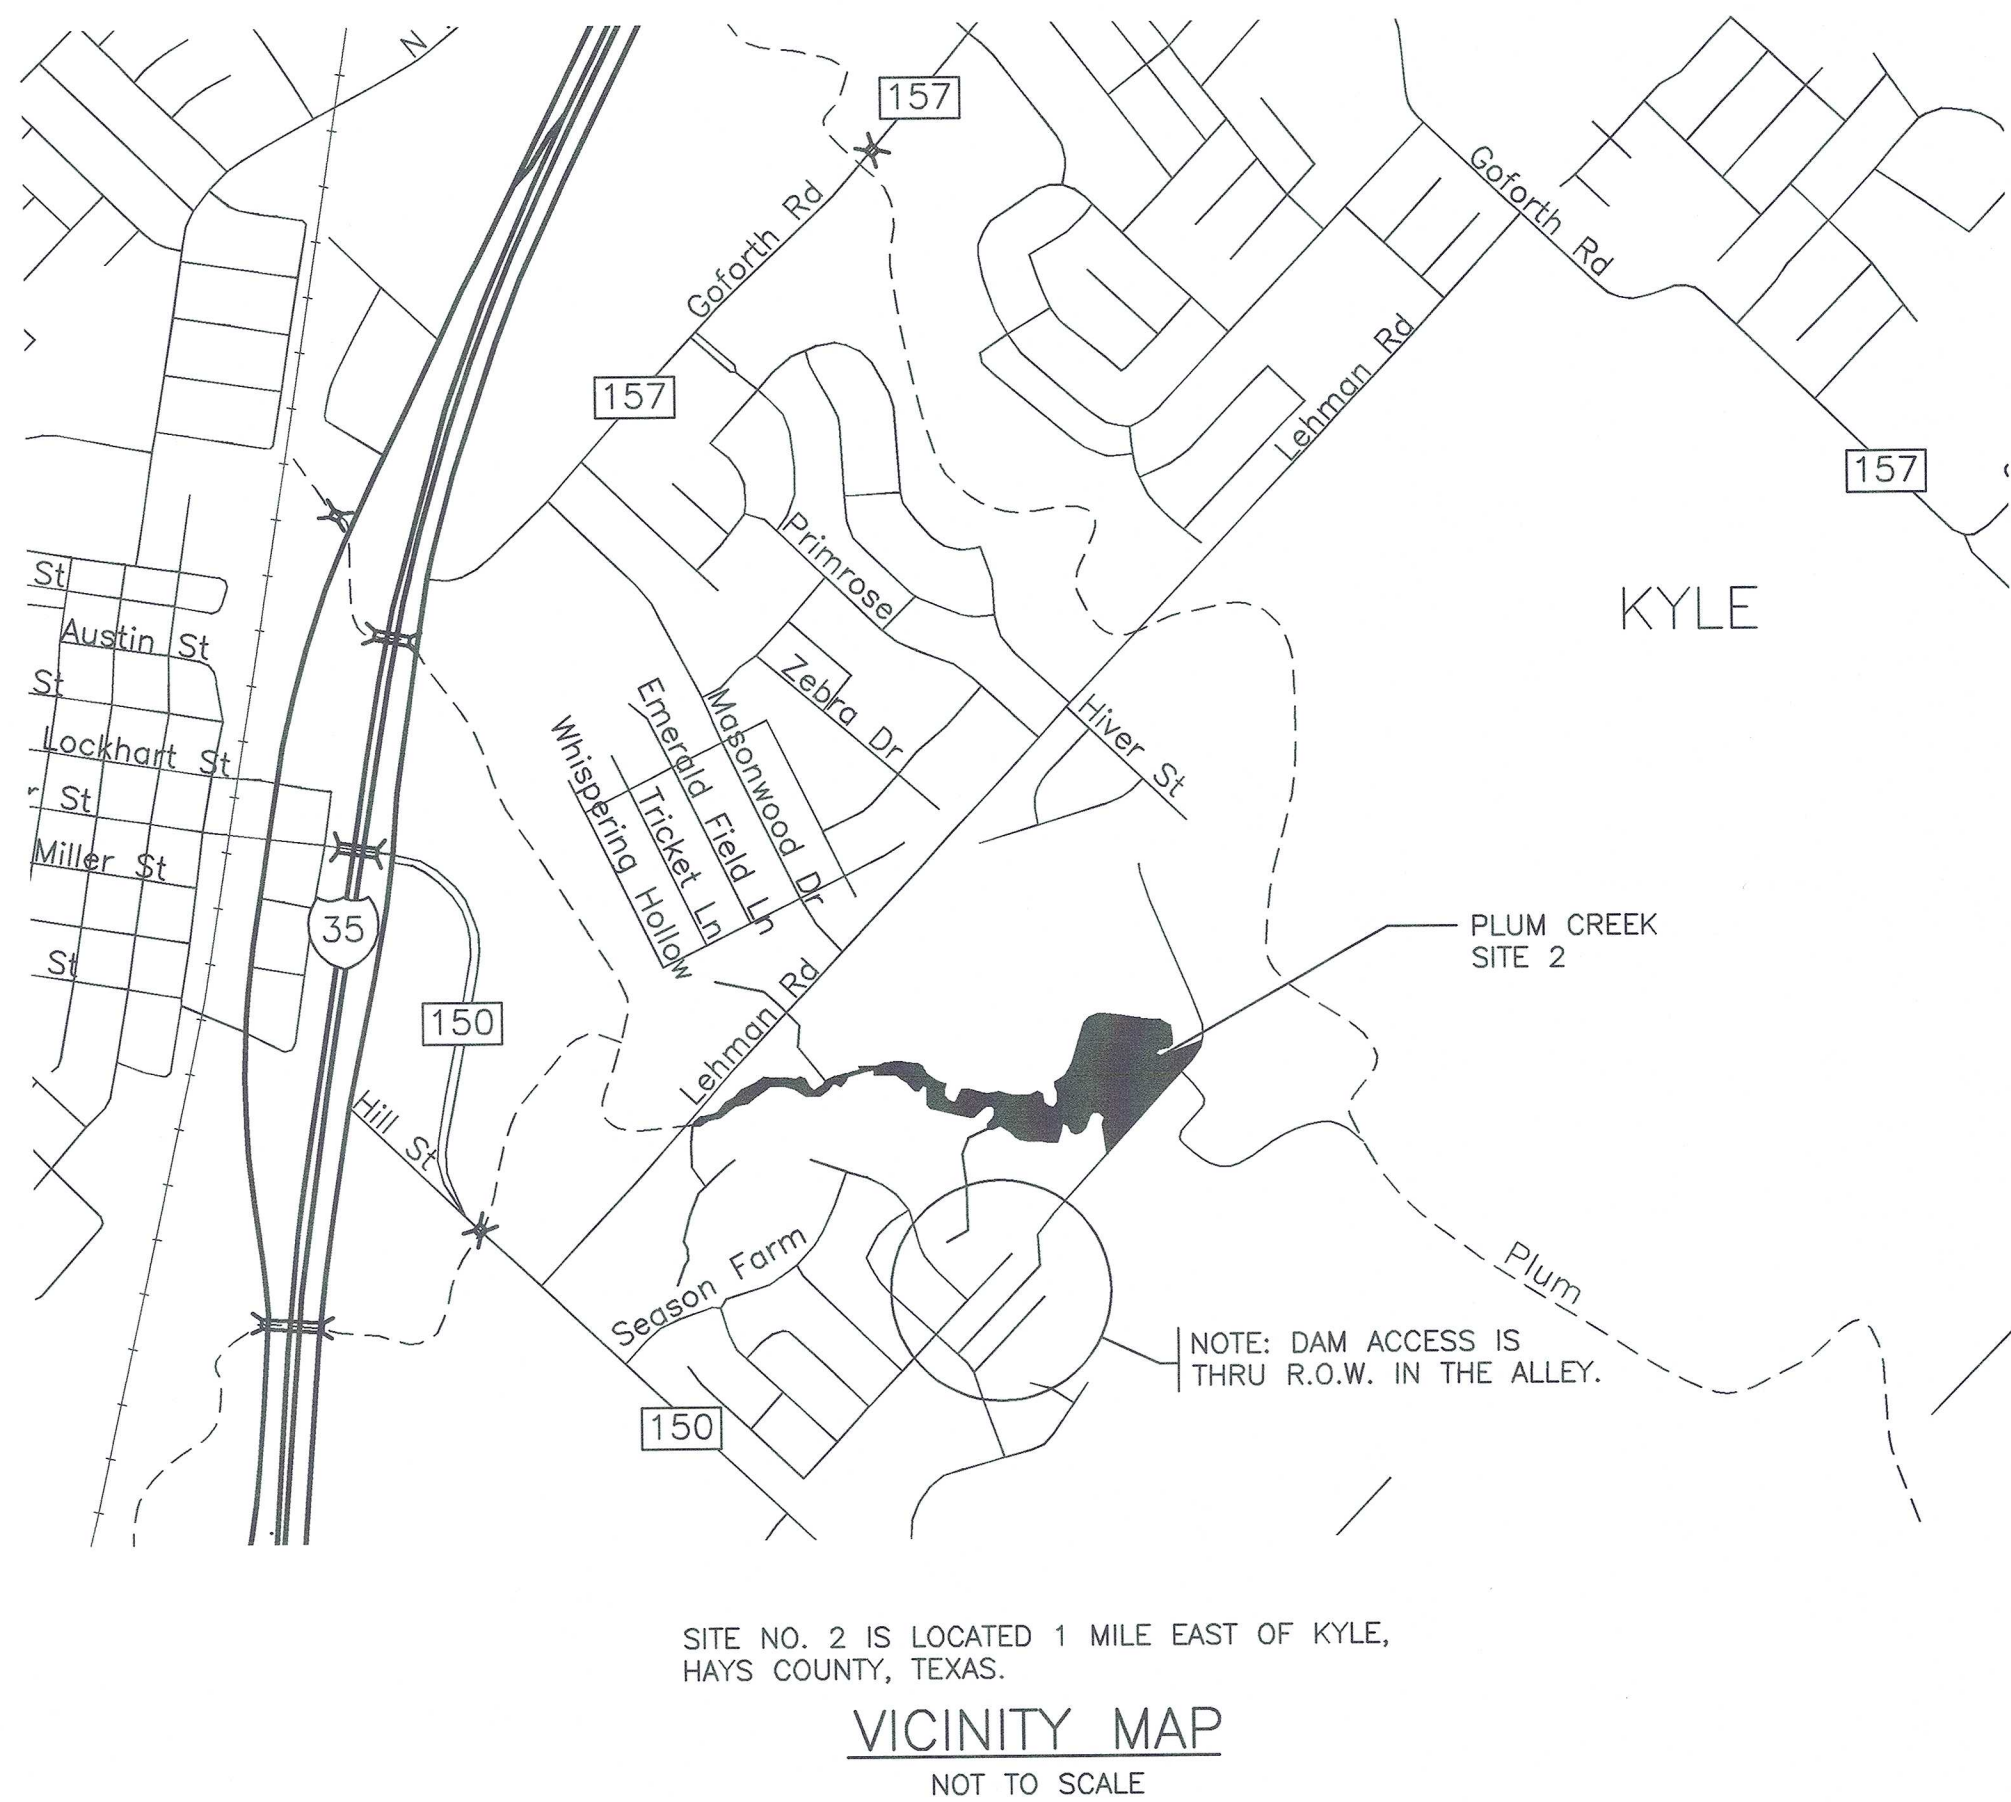 N
157
Goforth Rd
Goforth Rd
157
Lehman Rd
157
St
Primrose
KYLE
Austin St
St
Zebra Dr
Masonwood Dr
Emerald Field Ln
Hiver St
Whispering Hollow
Tricket Ln
Lockhart St
r St
Miller St
35
PLUM CREEK
SITE 2
St
150
Lehman Rd
Hill St
Season Farm
Plum
NOTE: DAM ACCESS IS
THRU R.O.W. IN THE ALLEY.
150
SITE NO. 2 IS LOCATED 1 MILE EAST OF KYLE,
HAYS COUNTY, TEXAS.
VICINITY MAP
NOT TO SCALE